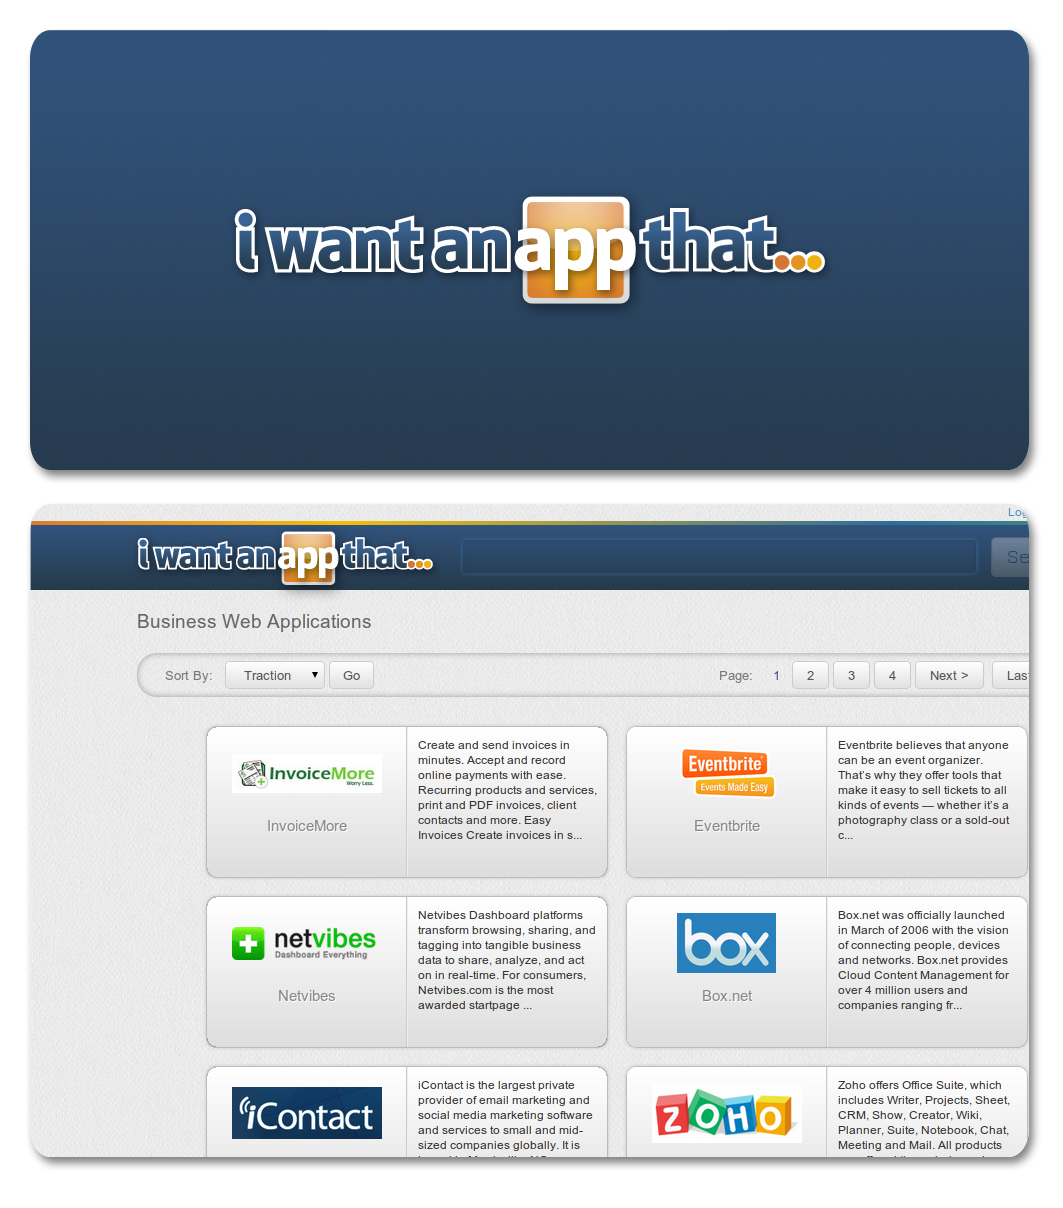 i want an app that...
Log
i want an app that...
Se
Business Web Applications
Sort By: Traction Go Page: 1 2 3 4 Next > Las
InvoiceMore
Worry Less.
InvoiceMore
Create and send invoices in
minutes. Accept and record
online payments with ease.
Recurring products and services,
print and PDF invoices, client
contacts and more. Easy
Invoices Create invoices in s...
Eventbrite
Events Made Easy
Eventbrite
Eventbrite believes that anyone
can be an event organizer.
That’s why they offer tools that
make it easy to sell tickets to all
kinds of events — whether it’s a
photography class or a sold-out
c...
netvibes
Dashboard Everything
Netvibes
Netvibes Dashboard platforms
transform browsing, sharing, and
tagging into tangible business
data to share, analyze, and act
on in real-time. For consumers,
Netvibes.com is the most
awarded startpage ...
box
Box.net
Box.net was officially launched
in March of 2006 with the vision
of connecting people, devices
and networks. Box.net provides
Cloud Content Management for
over 4 million users and
companies ranging fr...
iContact
iContact is the largest private
provider of email marketing and
social media marketing software
and services to small and mid-
sized companies globally. It is
ZOHO
Zoho offers Office Suite, which
includes Writer, Projects, Sheet,
CRM, Show, Creator, Wiki,
Planner, Suite, Notebook, Chat,
Meeting and Mail. All products